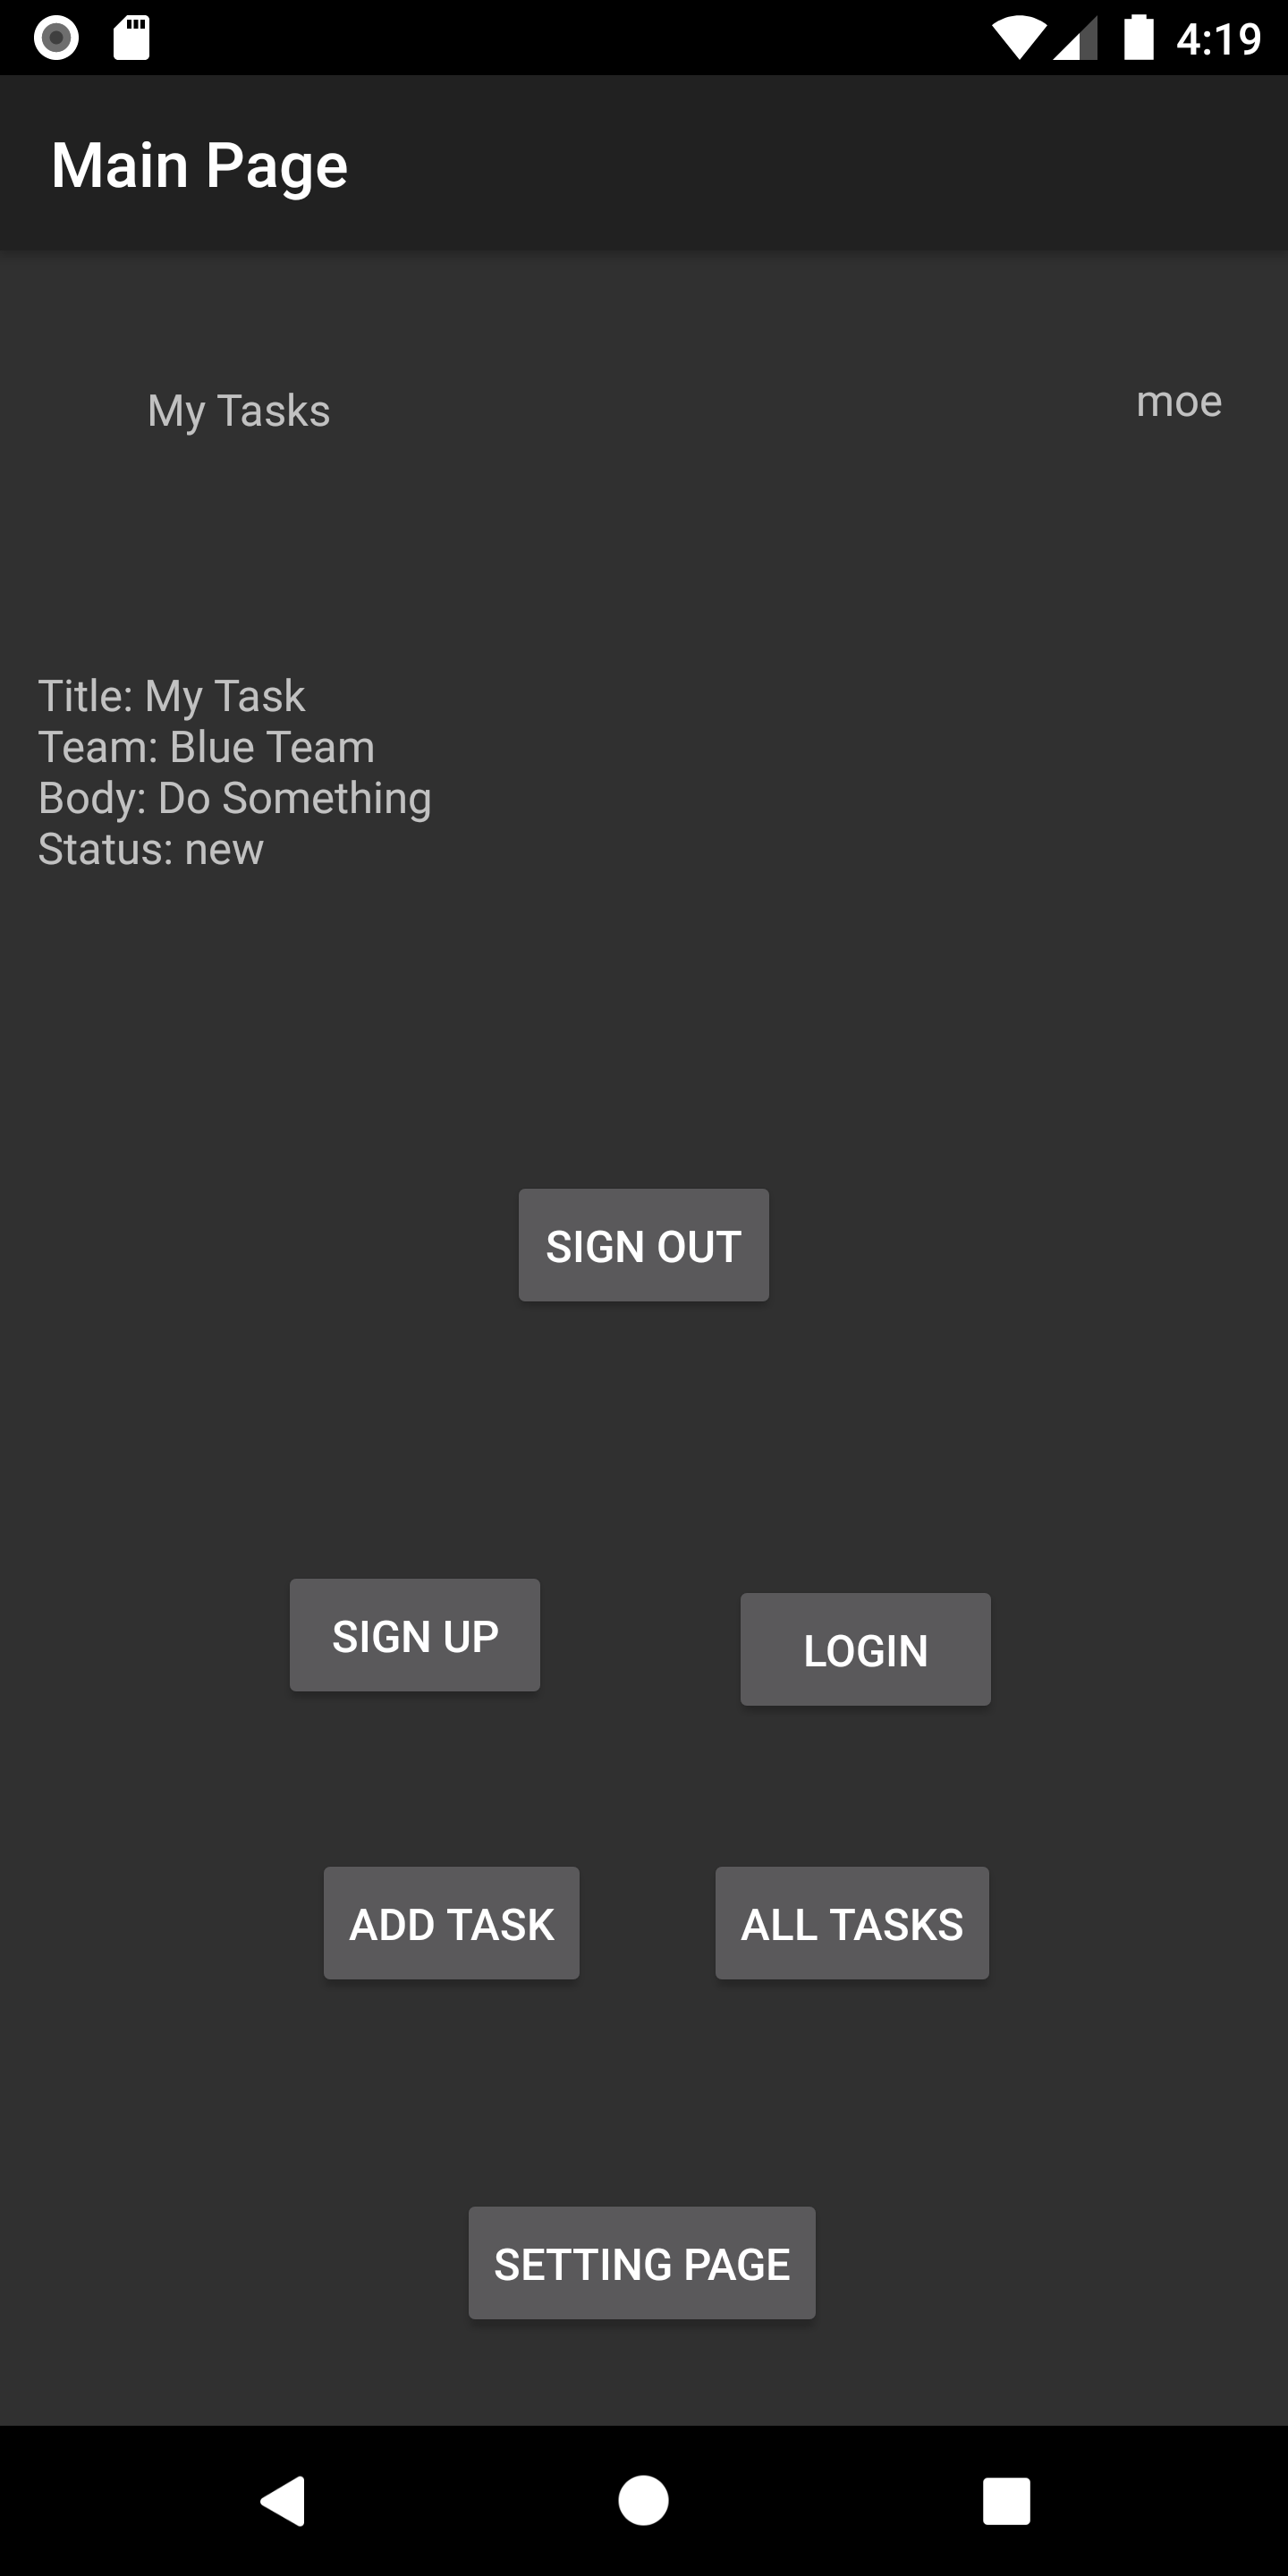 4:19
Main Page
My Tasks
moe
Title: My Task
Team: Blue Team
Body: Do Something
Status: new
SIGN OUT
SIGN UP
LOGIN
ADD TASK
ALL TASKS
SETTING PAGE